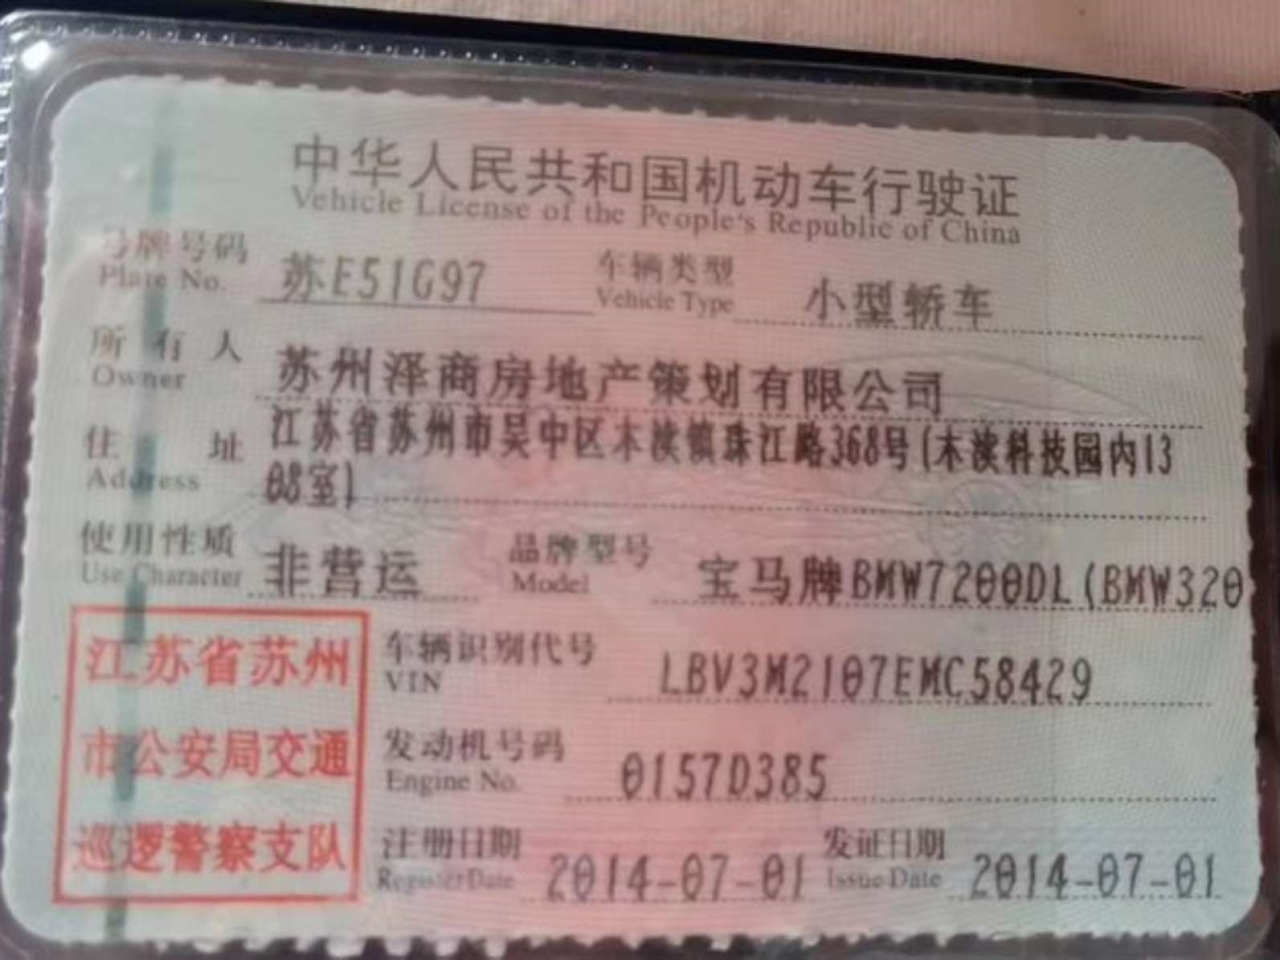 中华人民共和国机动车行驶证
Vehicle License of the People's Republic of China
号牌号码 苏E51G97 车辆类型 小型轿车
Plate No. Vehicle Type
所有人 苏州泽商房地产策划有限公司
Owner
住址 江苏省苏州市吴中区木渎镇珠江路368号(木渎科技园内13
Address 08室)
使用性质 非营运 品牌型号 宝马牌BMW7200DL(BMW320
Use Character Model
江苏省苏州
市公安局交通
巡逻警察支队
车辆识别代号 LBV3M2107EMC58429
VIN
发动机号码 0157D385
Engine No.
注册日期 2014-07-01 发证日期 2014-07-01
Register Date Issue Date